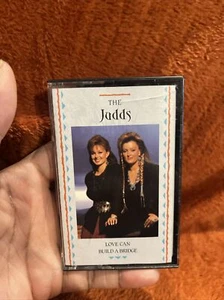 THE
Judds
LOVE CAN
BUILD A BRIDGE